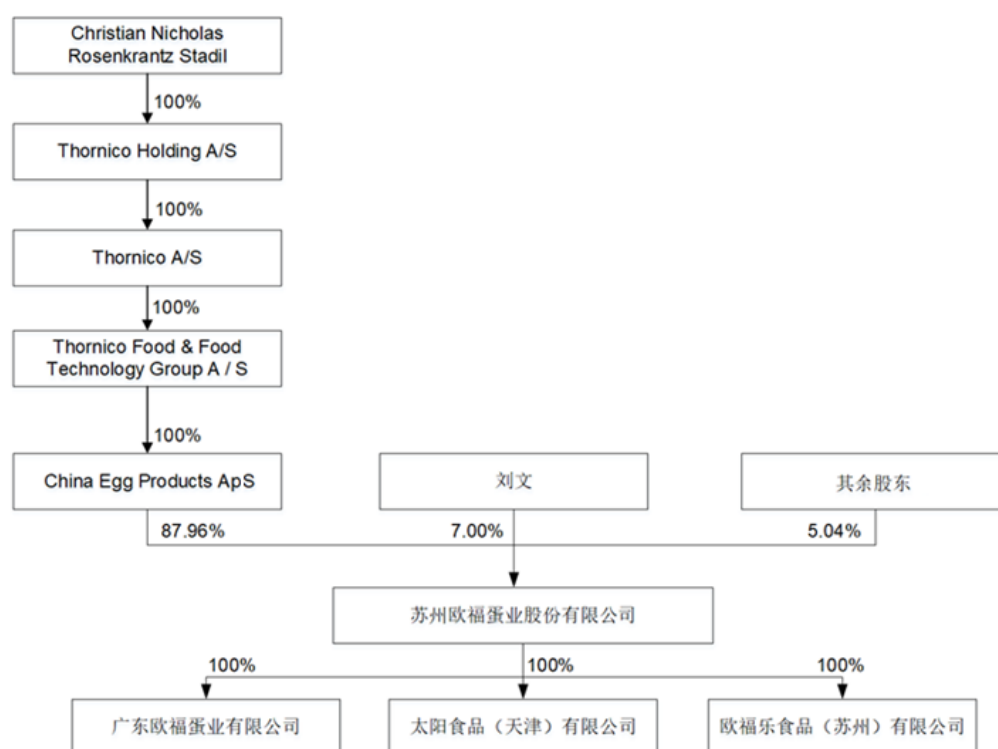 Christian Nicholas
Rosenkrantz Stadil
100%
Thornico Holding A/S
100%
Thornico A/S
100%
Thornico Food & Food
Technology Group A / S
100%
China Egg Products ApS
刘文
其余股东
87.96%
7.00%
5.04%
苏州欧福蛋业股份有限公司
100%
100%
100%
广东欧福蛋业有限公司
太阳食品（天津）有限公司
欧福乐食品（苏州）有限公司